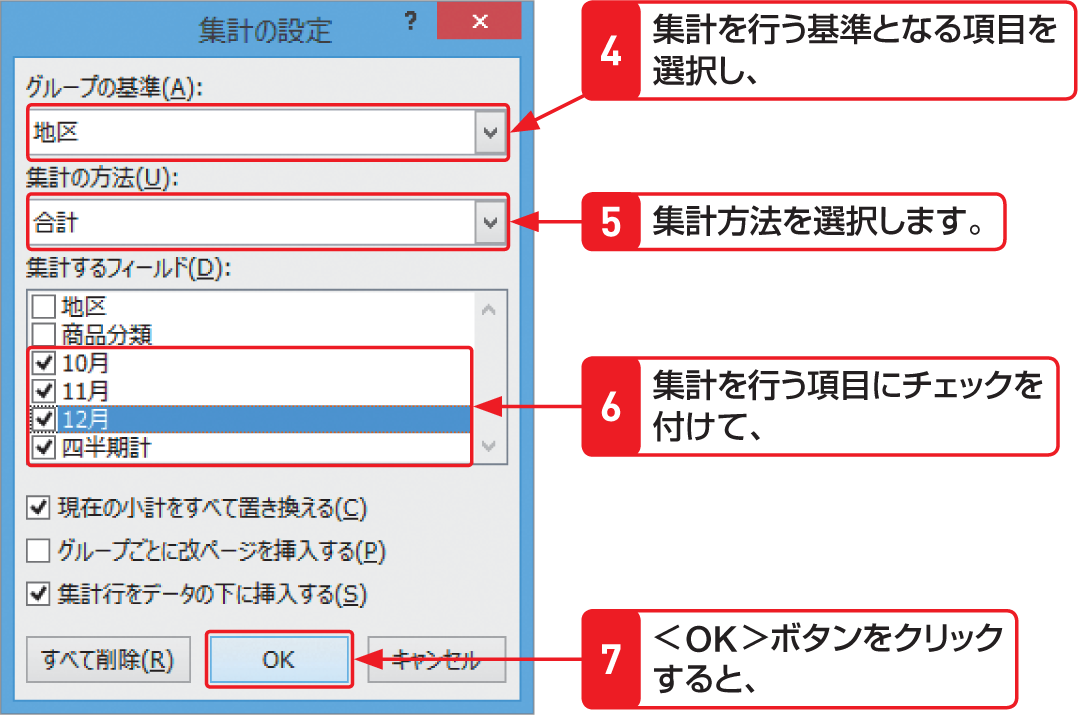 集計の設定
?
×
グループの基準(A):
地区
集計の方法(U):
合計
集計するフィールド(D):
地区
商品分類
10月
11月
12月
四半期計
現在の小計をすべて置き換える(C)
グループごとに改ページを挿入する(P)
集計行をデータの下に挿入する(S)
すべて削除(R)
OK
キャンセル
4
集計を行う基準となる項目を
選択し、
5
集計方法を選択します。
6
集計を行う項目にチェックを
付けて、
7
＜OK＞ボタンをクリック
すると、